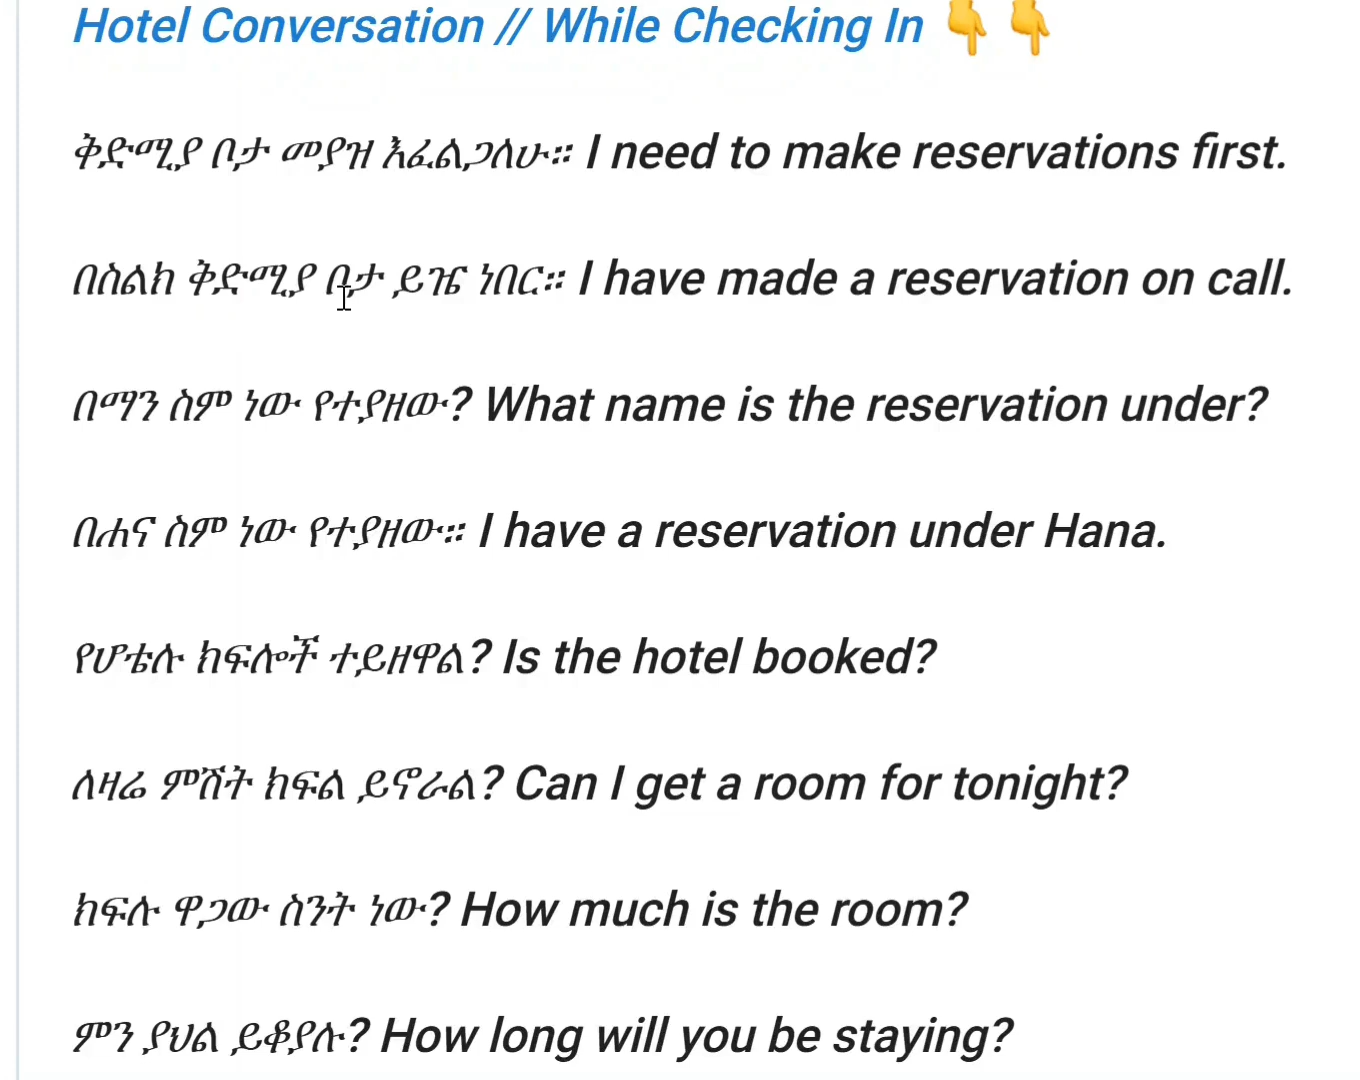 Hotel Conversation // While Checking In 👇 👇
ቅድሚያ ቦታ መያዝ እፈልጋለሁ። I need to make reservations first.
በስልክ ቅድሚያ ቦታ ይዤ ነበር። I have made a reservation on call.
በማን ስም ነው የተያዘው? What name is the reservation under?
በሐና ስም ነው የተያዘው። I have a reservation under Hana.
የሆቴሉ ክፍሎች ተይዘዋል? Is the hotel booked?
ለዛሬ ምሽት ክፍል ይኖራል? Can I get a room for tonight?
ክፍሉ ዋጋው ስንት ነው? How much is the room?
ምን ያህል ይቆያሉ? How long will you be staying?